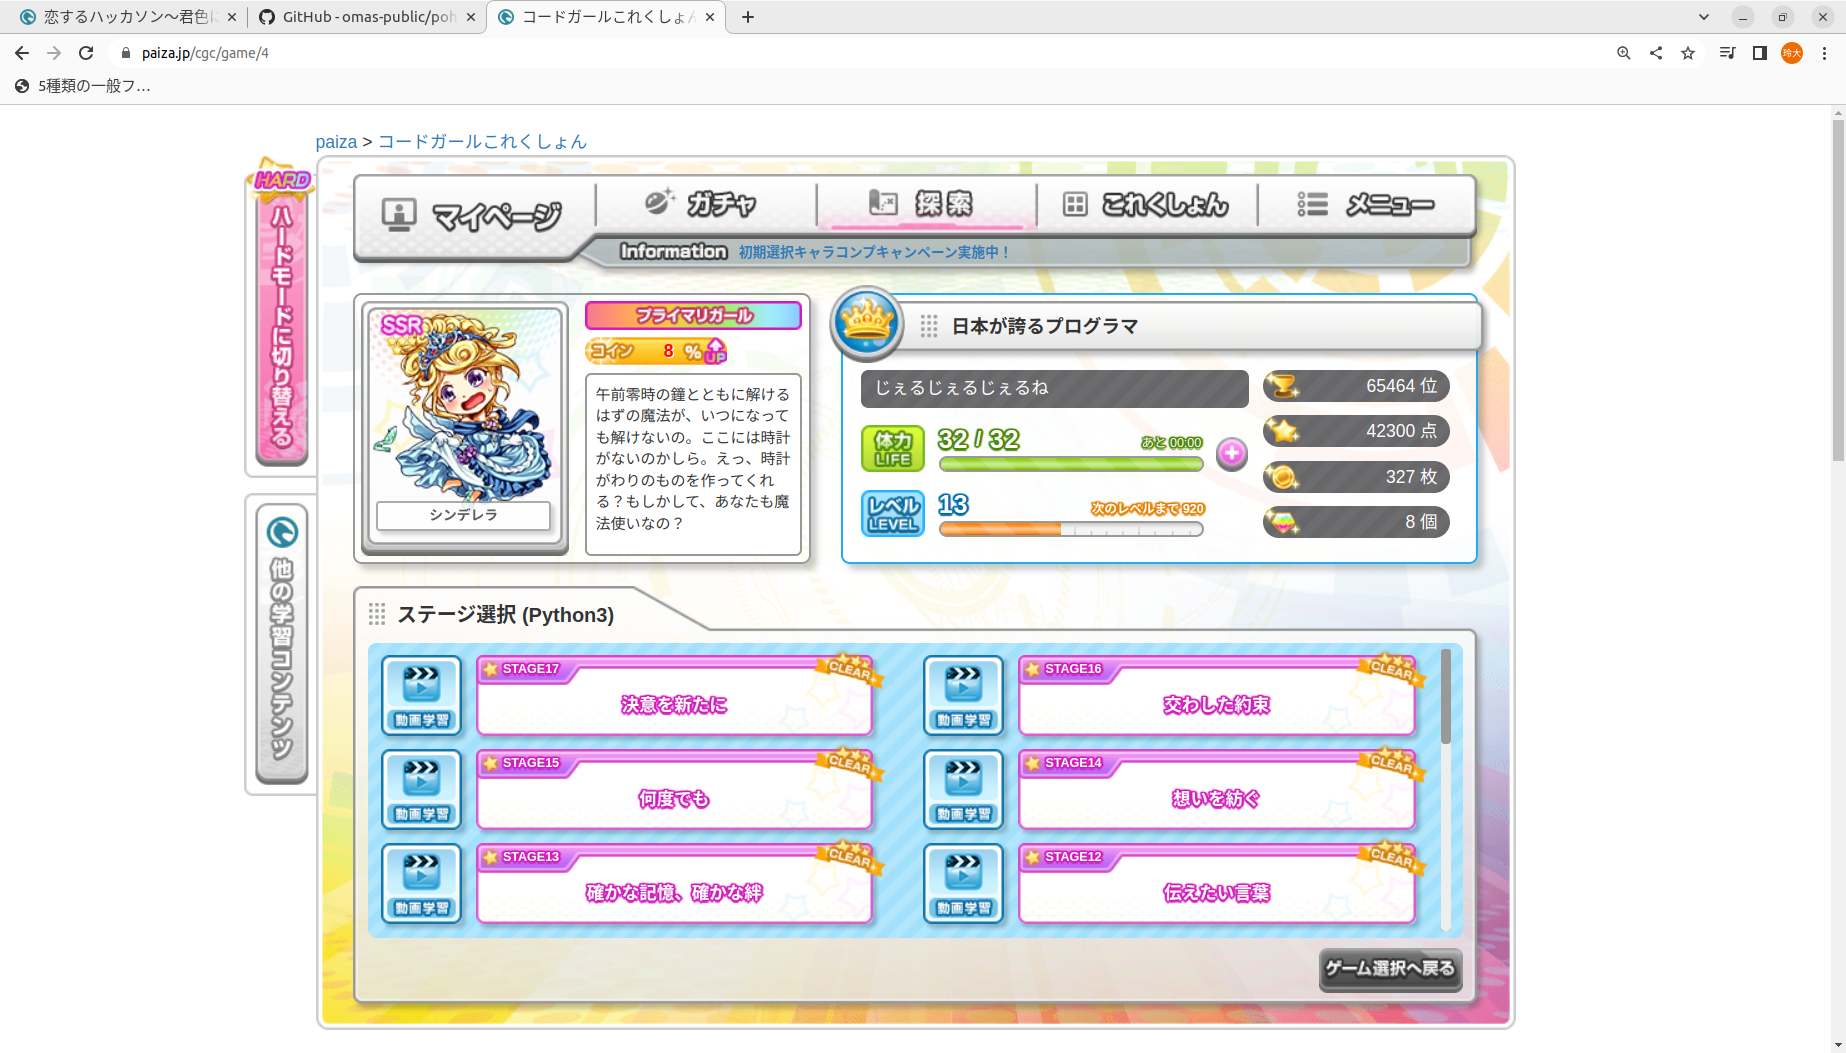 恋するハッカソン〜君色に
GitHub - omas-public/poh
コードガールこれくしょん
paiza.jp/cgc/game/4
玲大
5種類の一般フ…
paiza > コードガールこれくしょん
HARD
ハードモードに切り替える
他の学習コンテンツ
マイページ
ガチャ
探索
これくしょん
メニュー
Information
初期選択キャラコンプキャンペーン実施中！
SSR
シンデレラ
プライマリガール
コイン 8 % UP
午前零時の鐘とともに解ける
はずの魔法が、いつになって
も解けないの。ここには時計
がないのかしら。えっ、時計
がわりのものを作ってくれ
る？もしかして、あなたも魔
法使いなの？
日本が誇るプログラマ
じぇるじぇるじぇるね
体力
LIFE
32 / 32
あと 00:00
レベル
LEVEL
13
次のレベルまで 920
65464 位
42300 点
327 枚
8 個
ステージ選択 (Python3)
動画学習
STAGE17
CLEAR
決意を新たに
動画学習
STAGE16
CLEAR
交わした約束
動画学習
STAGE15
CLEAR
何度でも
動画学習
STAGE14
CLEAR
想いを紡ぐ
動画学習
STAGE13
CLEAR
確かな記憶、確かな絆
動画学習
STAGE12
CLEAR
伝えたい言葉
ゲーム選択へ戻る